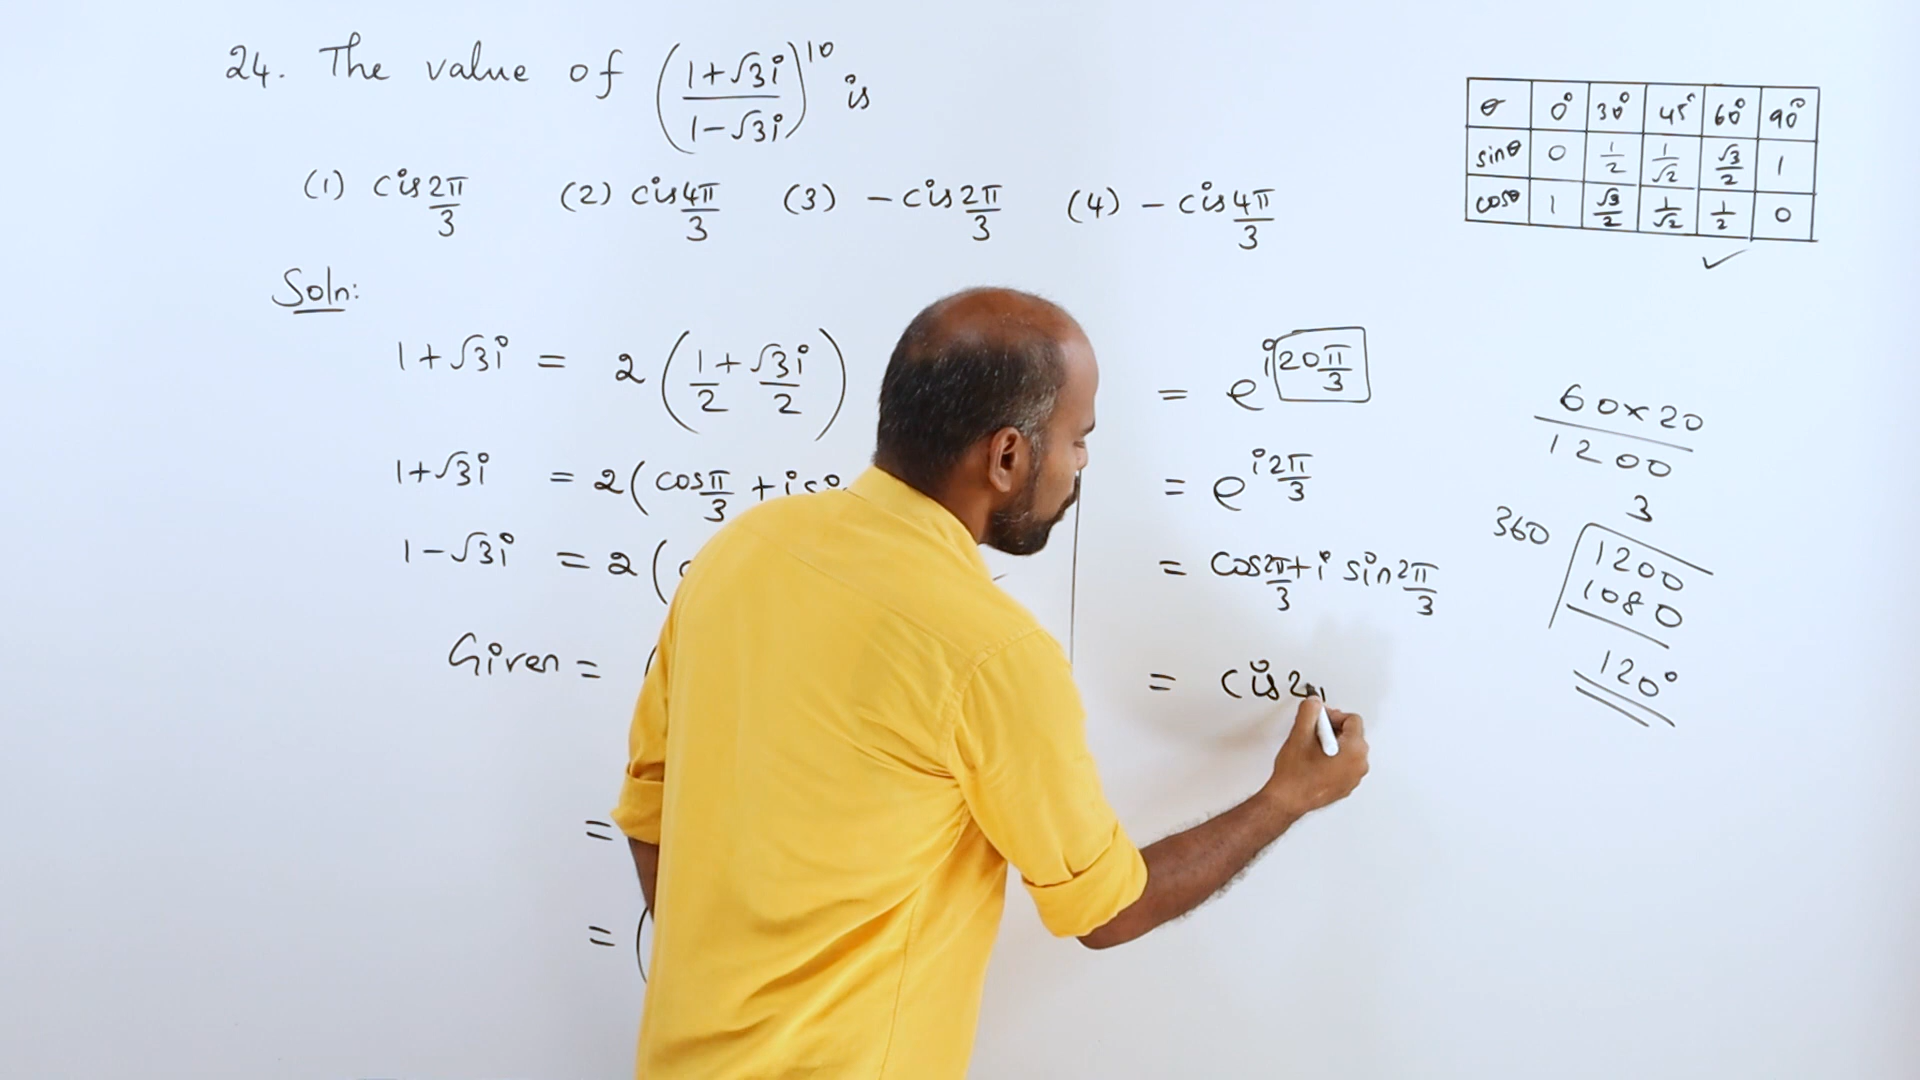 24. The value of ((1+√3i)/(1-√3i))^10 is
(1) cis 2π/3 (2) cis 4π/3 (3) - cis 2π/3 (4) - cis 4π/3
Soln:
1+√3i = 2(1/2 + √3i/2)
1+√3i = 2(cos π/3 + i
1-√3i = 2(
Given = (
=
= (
= e^(i20π/3)
= e^(i2π/3)
= cos 2π/3 + i sin 2π/3
= cis 2
θ 0° 30° 45° 60° 90°
sinθ 0 1/2 1/√2 √3/2 1
cosθ 1 √3/2 1/√2 1/2 0
60×20
1200
3
360 1200
1080
120°